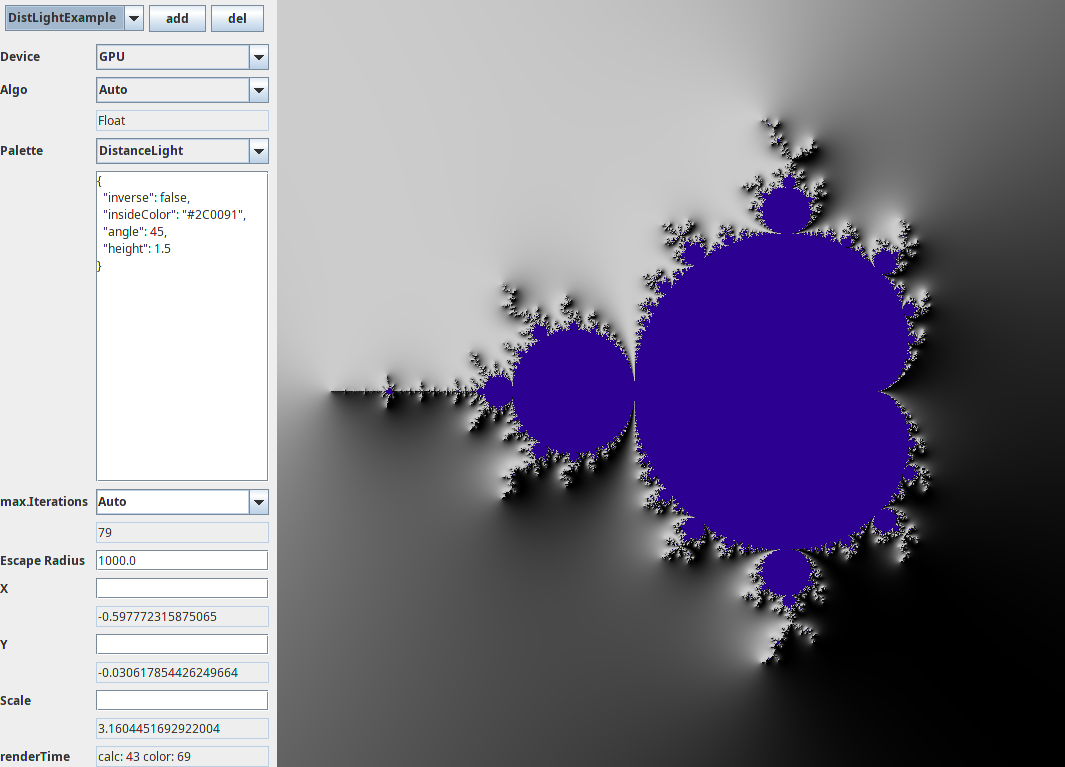 DistLightExample add del
Device GPU
Algo Auto
Float
Palette DistanceLight
{
"inverse": false,
"insideColor": "#2C0091",
"angle": 45,
"height": 1.5
}
max.Iterations Auto
79
Escape Radius 1000.0
X
-0.597772315875065
Y
-0.030617854426249664
Scale
3.1604451692922004
renderTime calc: 43 color: 69